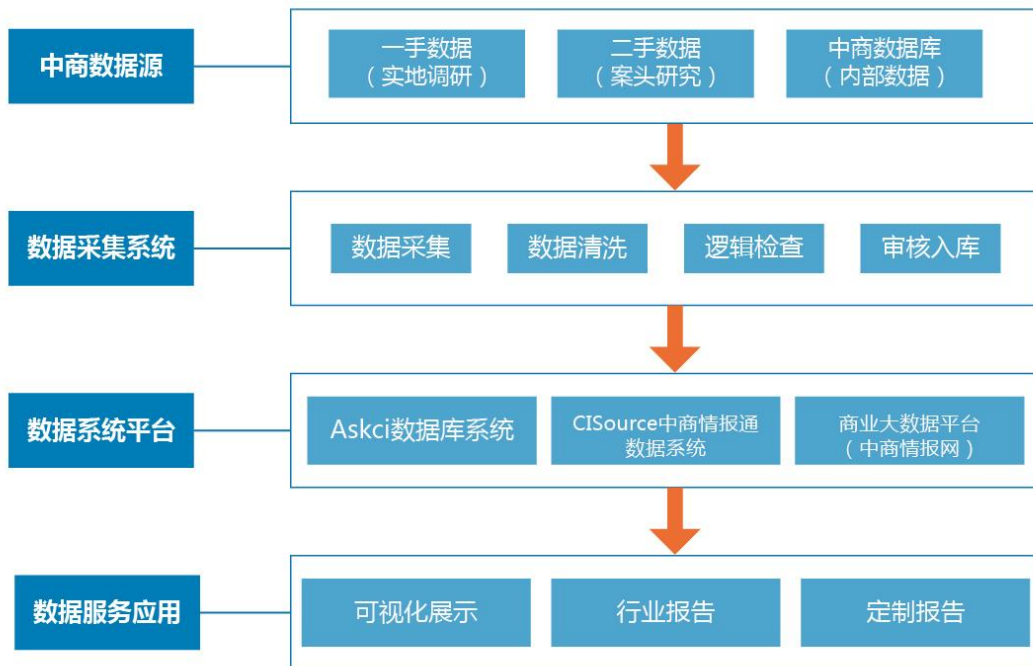 中商数据源
一手数据
（实地调研）
二手数据
（案头研究）
中商数据库
（内部数据）
数据采集系统
数据采集
数据清洗
逻辑检查
审核入库
数据系统平台
Askci数据库系统
CISource中商情报通
数据系统
商业大数据平台
（中商情报网）
数据服务应用
可视化展示
行业报告
定制报告